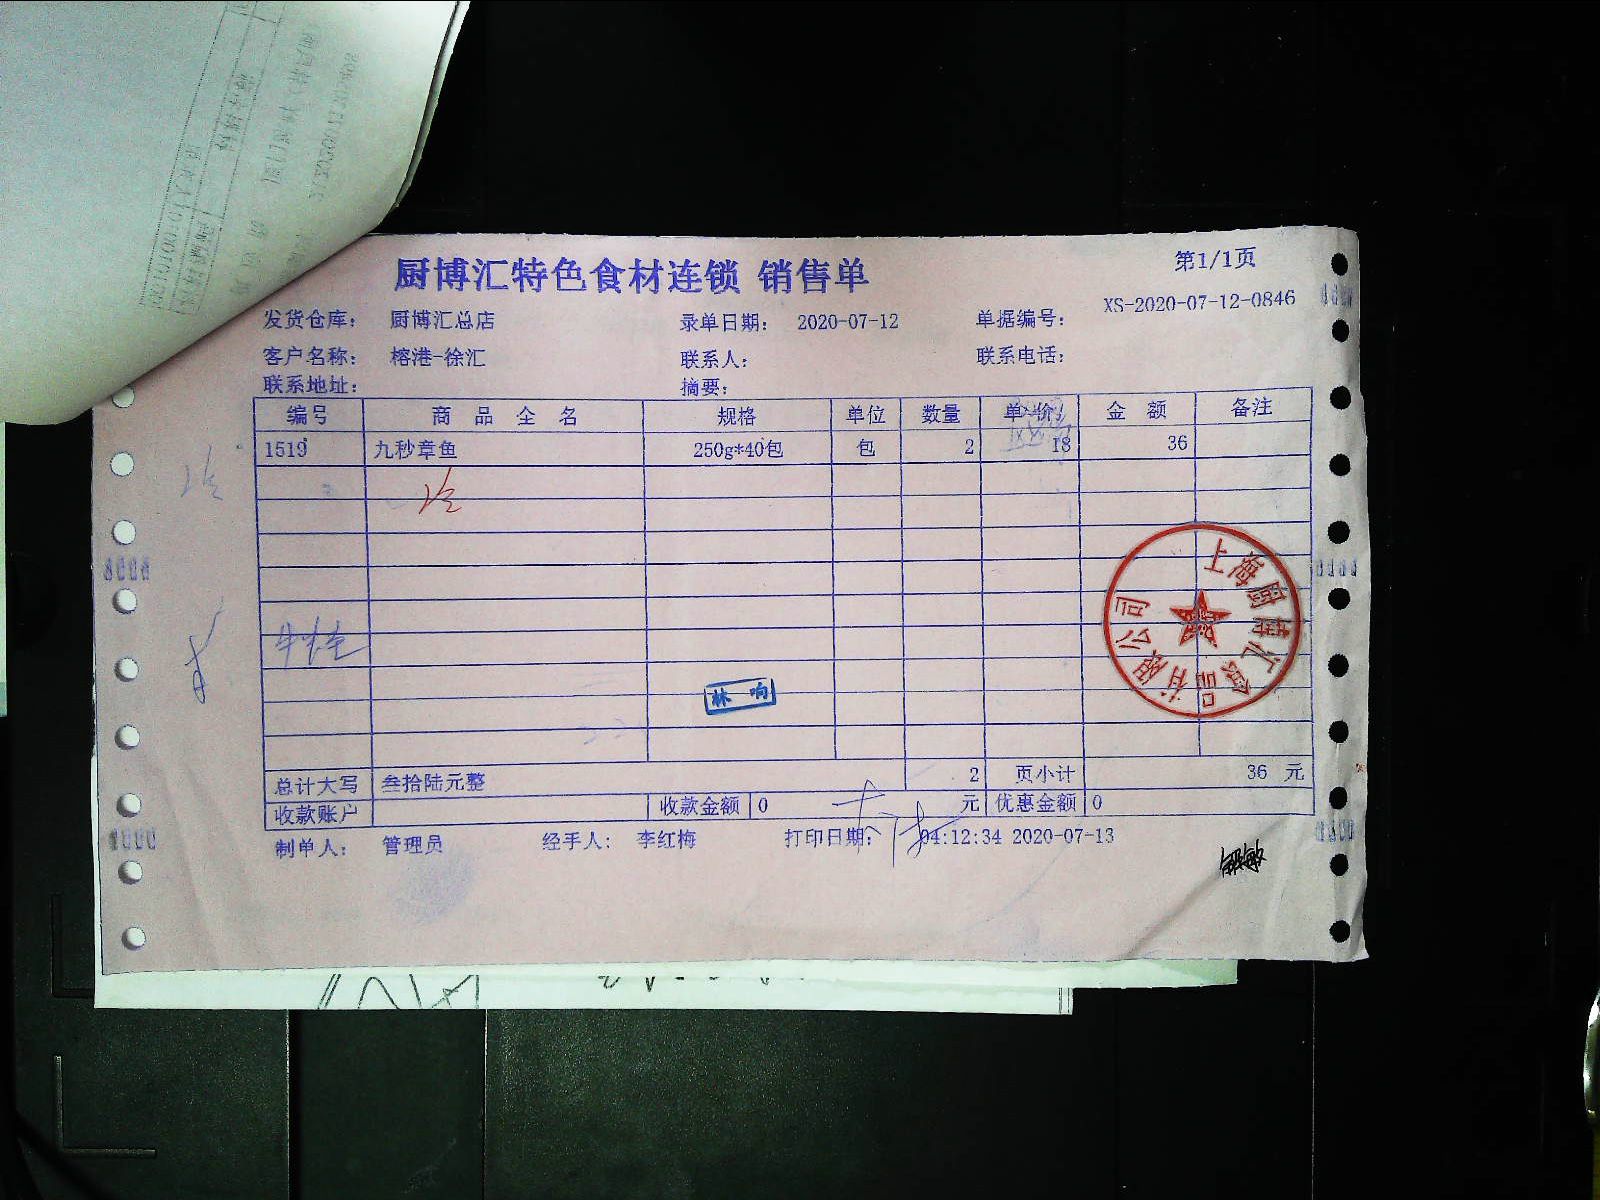 厨博汇特色食材连锁 销售单
第1/1页
发货仓库： 厨博汇总店 录单日期： 2020-07-12 单据编号： XS-2020-07-12-0846
客户名称： 榕港-徐汇 联系人： 联系电话：
联系地址： 摘要：
编号 商品全名 规格 单位 数量 单价 金额 备注
1519 九秒章鱼 250g*40包 包 2 18 36
上海厨博汇食品有限公司
林响
总计大写 叁拾陆元整 2 页小计 36 元
收款账户 收款金额 0 元 优惠金额 0
制单人： 管理员 经手人： 李红梅 打印日期： 04:12:34 2020-07-13